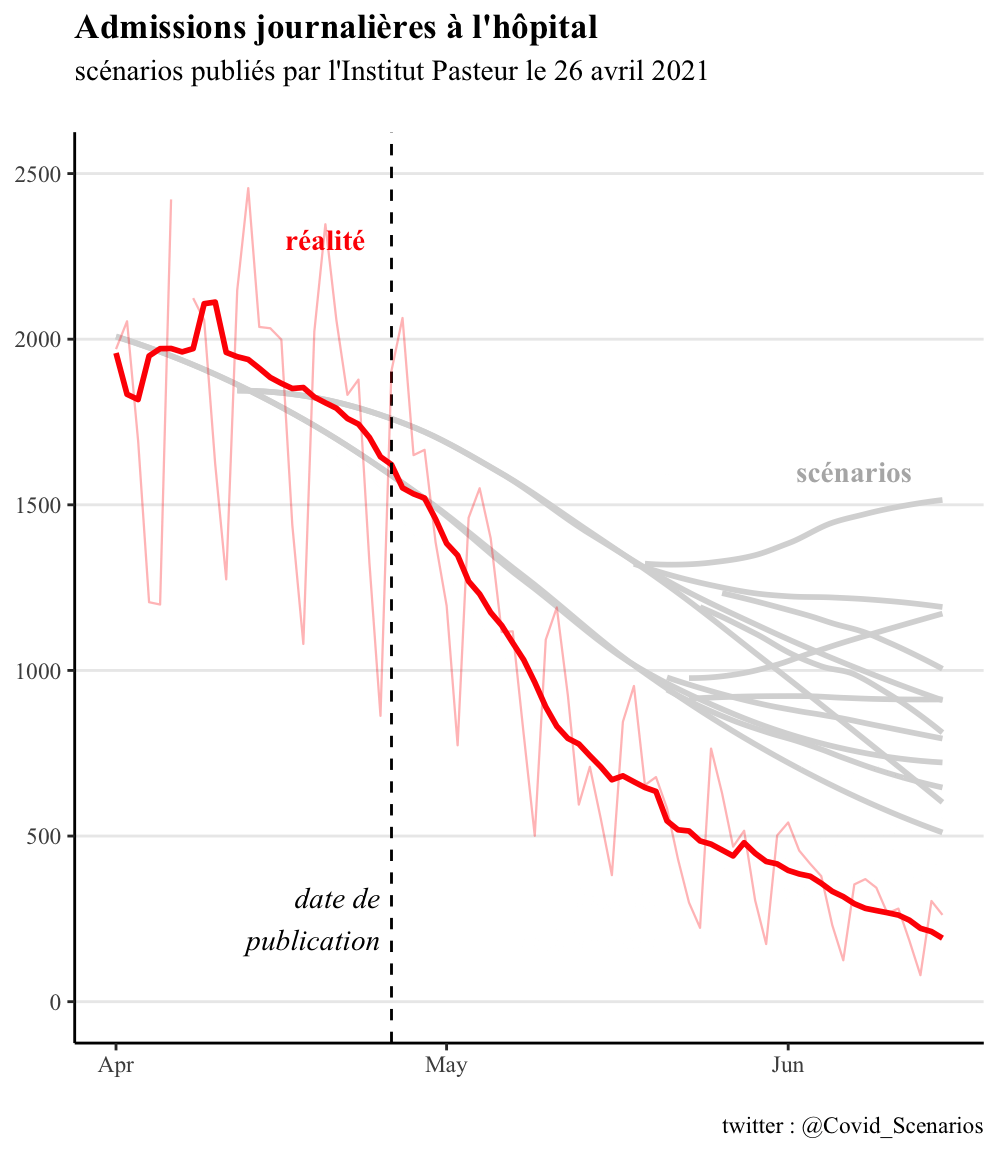 Admissions journalières à l'hôpital
scénarios publiés par l'Institut Pasteur le 26 avril 2021
2500
réalité
2000
scénarios
1500
1000
500
date de
publication
0
Apr
May
Jun
twitter : @Covid_Scenarios